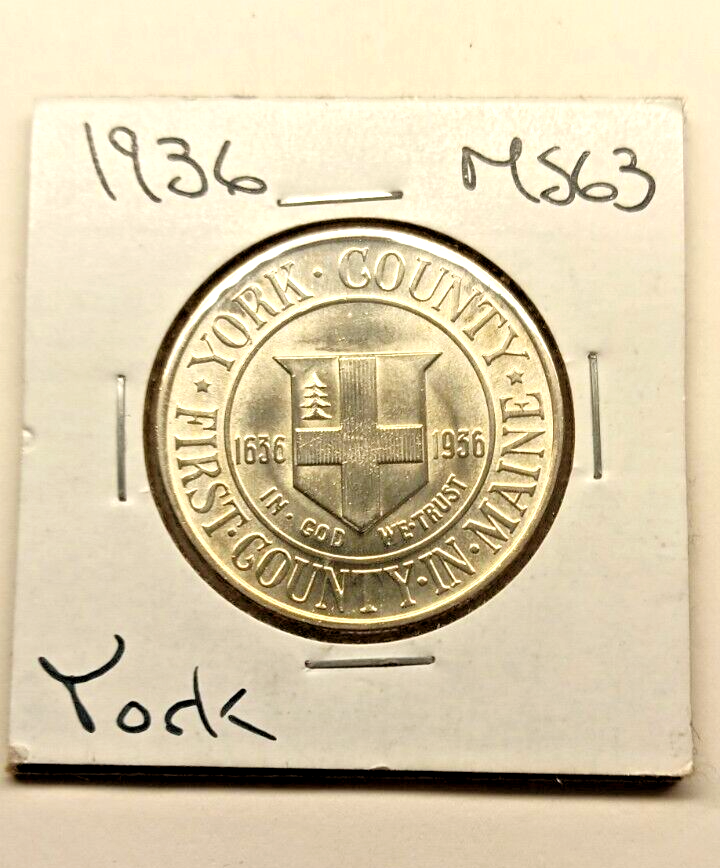 1936 MS63
YORK · COUNTY
★ FIRST · COUNTY · IN · MAINE ★
1636 1936
IN · GOD WE · TRUST
York